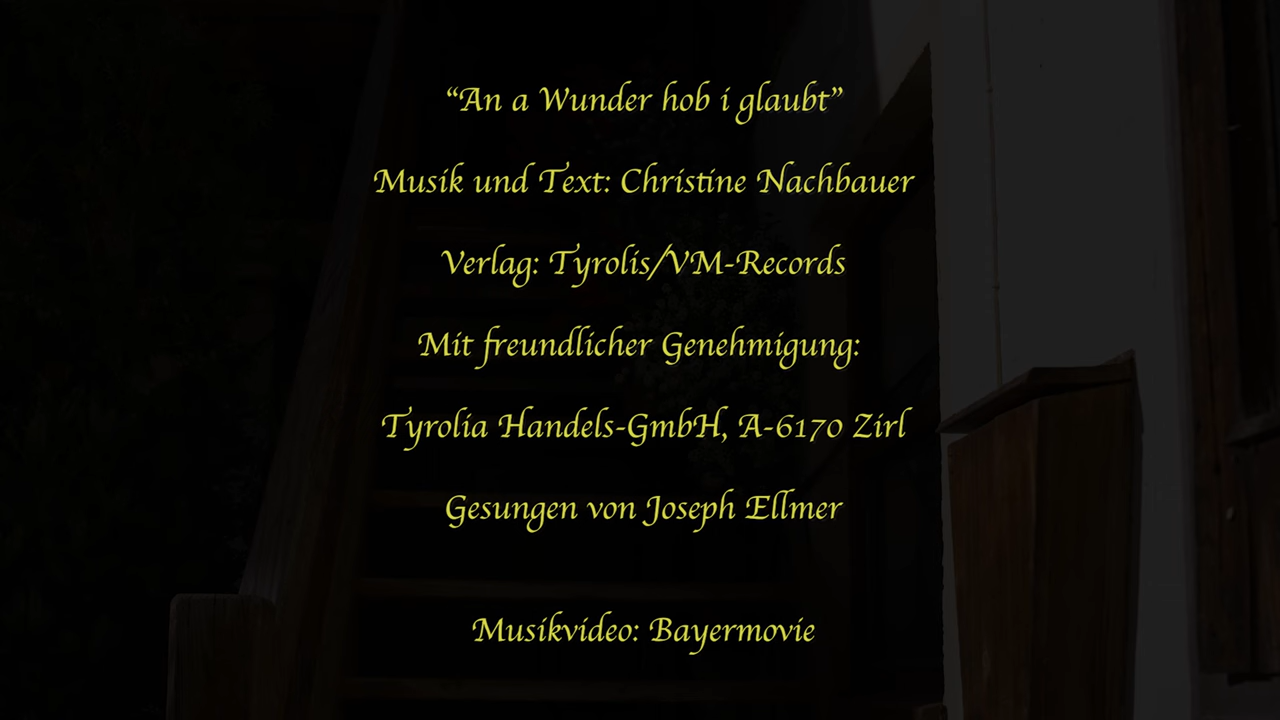 “An a Wunder hob i glaubt”
Musik und Text: Christine Nachbauer
Verlag: Tyrolis/VM-Records
Mit freundlicher Genehmigung:
Tyrolia Handels-GmbH, A-6170 Zirl
Gesungen von Joseph Ellmer
Musikvideo: Bayermovie